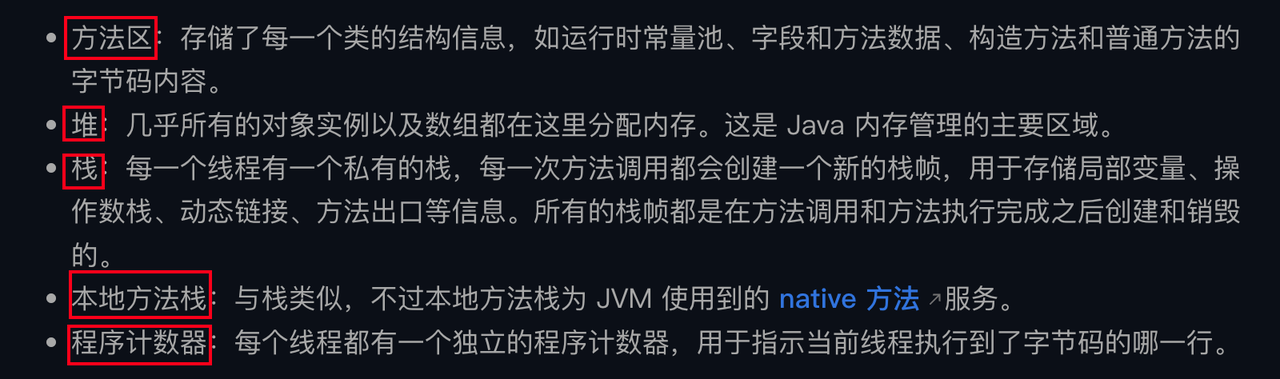 方法区：存储了每一个类的结构信息，如运行时常量池、字段和方法数据、构造方法和普通方法的
字节码内容。
堆：几乎所有的对象实例以及数组都在这里分配内存。这是 Java 内存管理的主要区域。
栈：每一个线程有一个私有的栈，每一次方法调用都会创建一个新的栈帧，用于存储局部变量、操
作数栈、动态链接、方法出口等信息。所有的栈帧都是在方法调用和方法执行完成之后创建和销毁
的。
本地方法栈：与栈类似，不过本地方法栈为 JVM 使用到的 native 方法 ↗服务。
程序计数器：每个线程都有一个独立的程序计数器，用于指示当前线程执行到了字节码的哪一行。